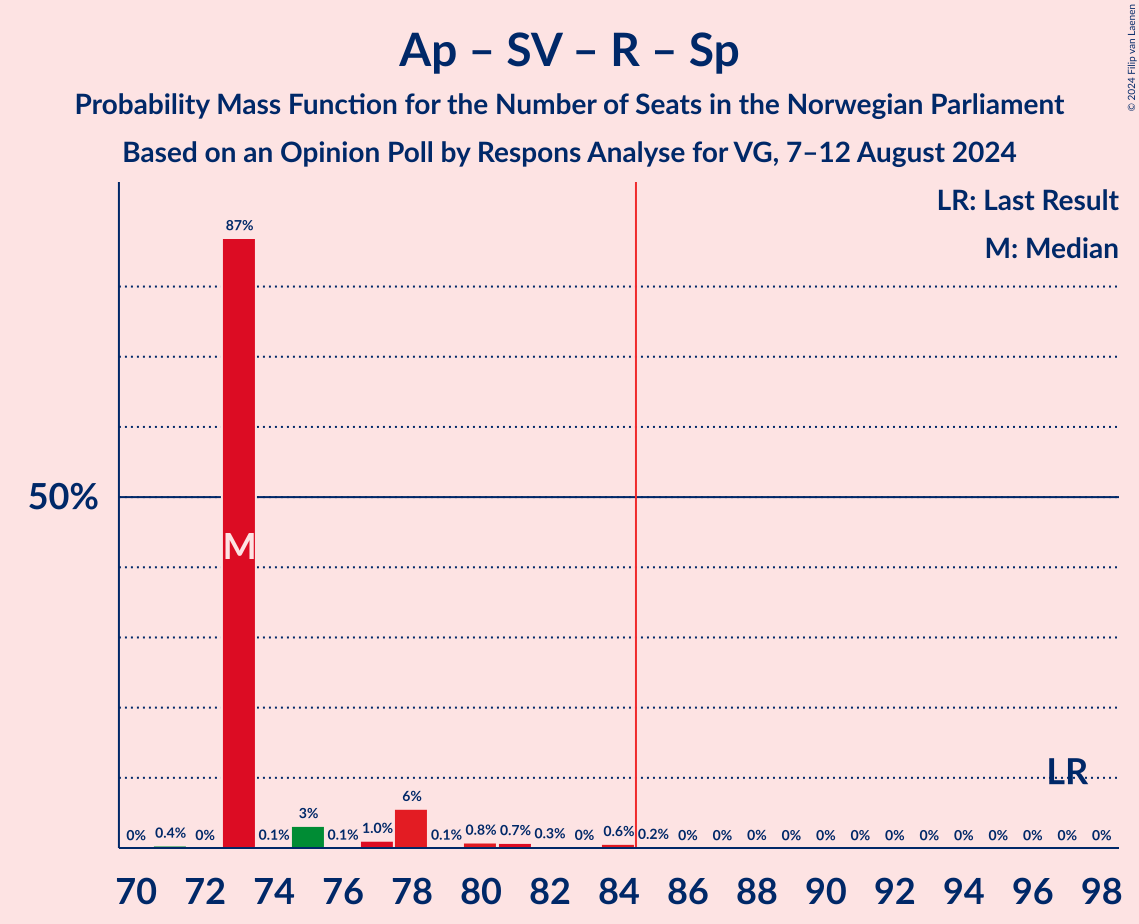 Ap – SV – R – Sp
Probability Mass Function for the Number of Seats in the Norwegian Parliament
Based on an Opinion Poll by Respons Analyse for VG, 7–12 August 2024
© 2024 Filip van Laenen
LR: Last Result
M: Median
87%
50%
M
LR
0% 0.4% 0% 0.1% 3% 0.1% 1.0% 6% 0.1% 0.8% 0.7% 0.3% 0% 0.6% 0.2% 0% 0% 0% 0% 0% 0% 0% 0% 0% 0% 0% 0% 0%
70 72 74 76 78 80 82 84 86 88 90 92 94 96 98